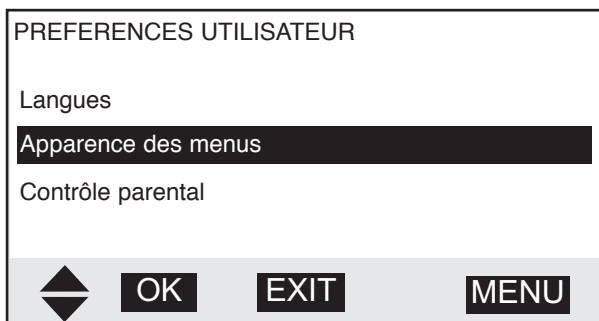 PREFERENCES UTILISATEUR
Langues
Apparence des menus
Contrôle parental
OK EXIT MENU